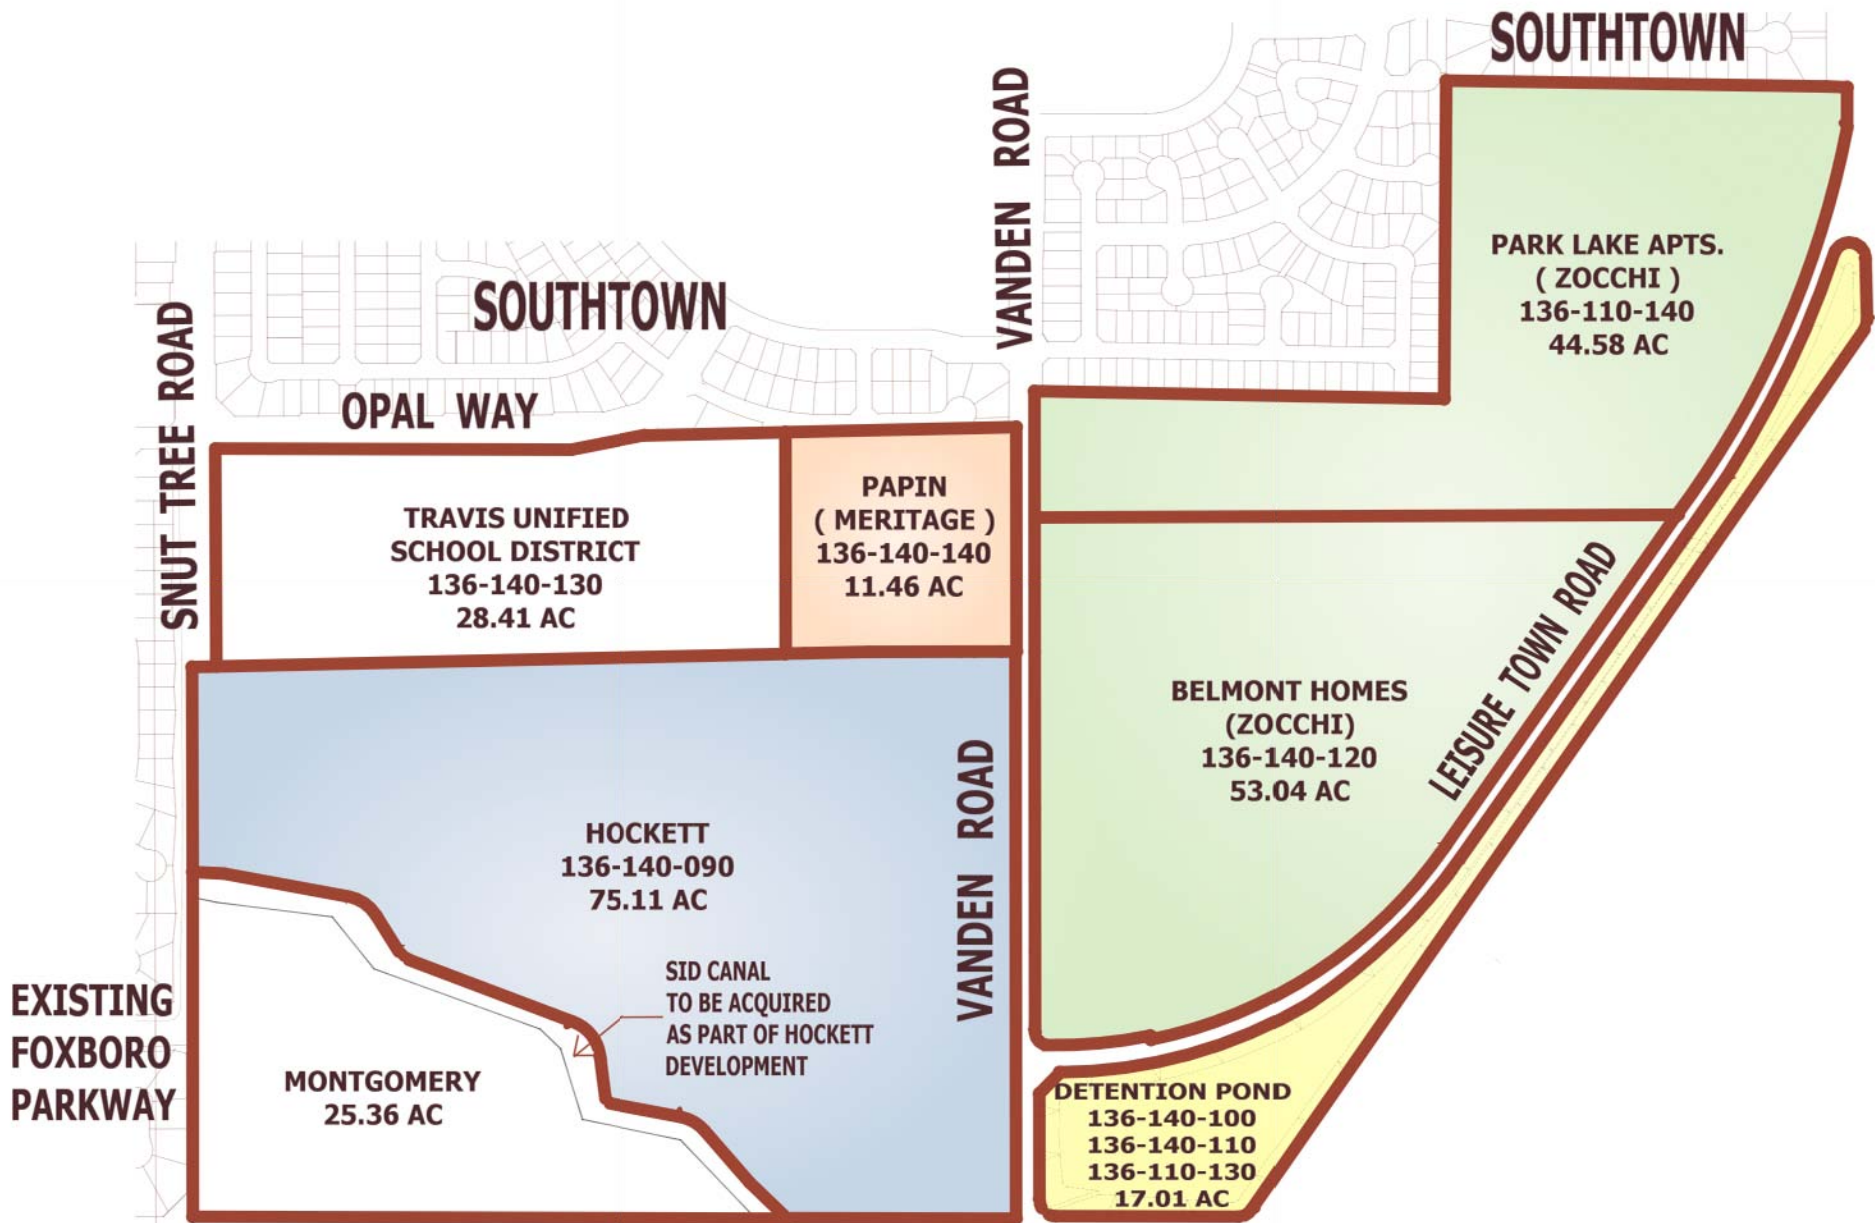 SOUTHTOWN
VANDEN ROAD
PARK LAKE APTS.
( ZOCCHI )
136-110-140
44.58 AC
SOUTHTOWN
SNUT TREE ROAD
OPAL WAY
TRAVIS UNIFIED
SCHOOL DISTRICT
136-140-130
28.41 AC
PAPIN
( MERITAGE )
136-140-140
11.46 AC
LEISURE TOWN ROAD
BELMONT HOMES
(ZOCCHI)
136-140-120
53.04 AC
HOCKETT
136-140-090
75.11 AC
VANDEN ROAD
SID CANAL
TO BE ACQUIRED
AS PART OF HOCKETT
DEVELOPMENT
EXISTING
FOXBORO
PARKWAY
MONTGOMERY
25.36 AC
DETENTION POND
136-140-100
136-140-110
136-110-130
17.01 AC